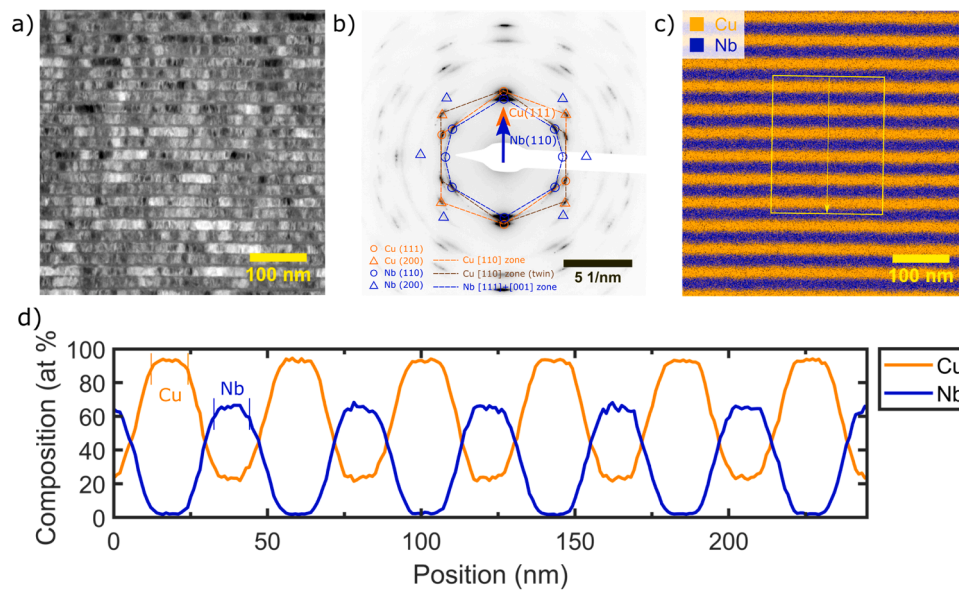 a)
100 nm
b)
Cu(111)
Nb(110)
Cu (111)
Cu (200)
Nb (110)
Nb (200)
Cu [110] zone
Cu [110] zone (twin)
Nb [111]+[001] zone
5 1/nm
c)
Cu
Nb
100 nm
d)
Composition (at %)
100
80
60
40
20
0
Cu
Nb
Cu
Nb
0
50
100
150
200
Position (nm)